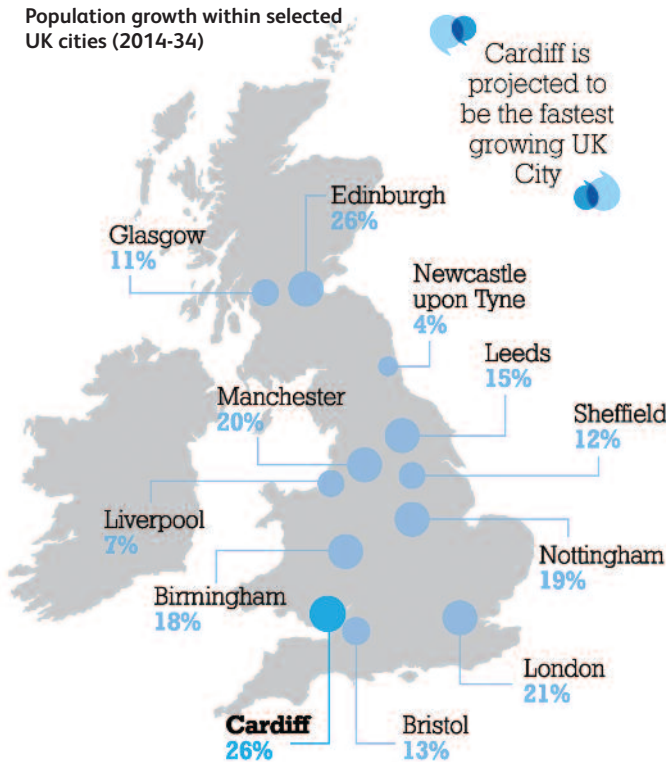 Population growth within selected
UK cities (2014-34)
Cardiff is
projected to
be the fastest
growing UK
City
Edinburgh
26%
Glasgow
11%
Newcastle
upon Tyne
4%
Leeds
15%
Manchester
20%
Sheffield
12%
Liverpool
7%
Nottingham
19%
Birmingham
18%
London
21%
Cardiff
26%
Bristol
13%